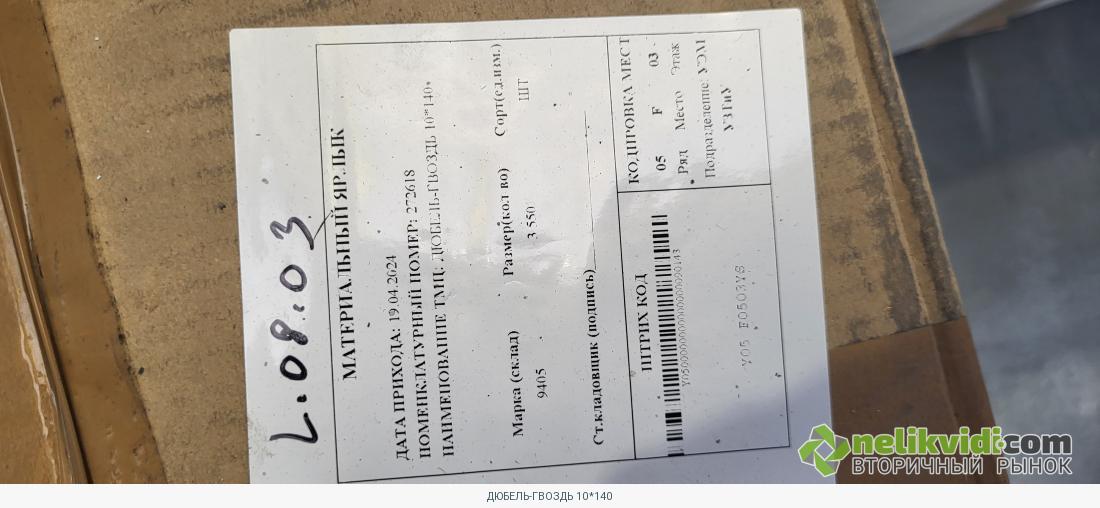 L.08.03
МАТЕРИАЛЬНЫЙ ЯРЛЫК
ДАТА ПРИХОДА: 19.04.2024
НОМЕНКЛАТУРНЫЙ НОМЕР: 272618
НАИМЕНОВАНИЕ ТМЦ: ДЮБЕЛЬ-ГВОЗДЬ 10*140
Марка (склад) Размер(кол во) Сорт(ед.изм.)
9405 3 550 ШТ
Ст.кладовщик (подпись)
ШТРИХ КОД
Y05000000000000000000090143
Y05 F0503YS
КОДИРОВКА МЕСТ
05 F 03
Ряд Место Этаж
Подразделение: УЭМ
УЗГиУ
nelikvidi.com
ВТОРИЧНЫЙ РЫНОК
ДЮБЕЛЬ-ГВОЗДЬ 10*140